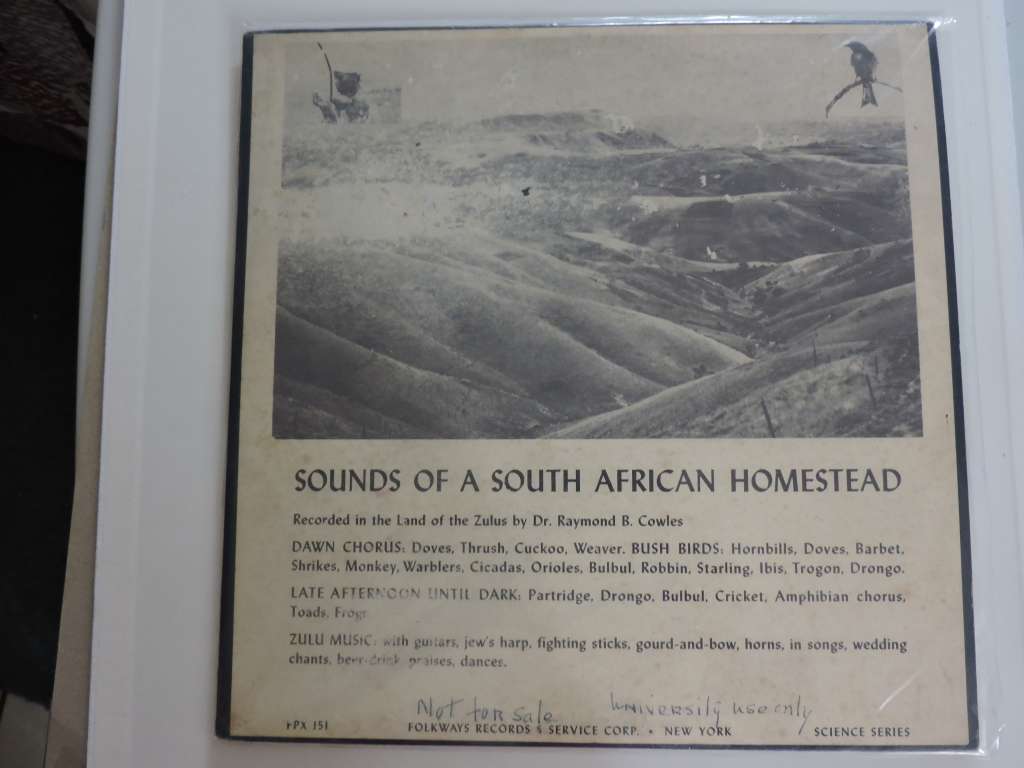 SOUNDS OF A SOUTH AFRICAN HOMESTEAD
Recorded in the Land of the Zulus by Dr. Raymond B. Cowles
DAWN CHORUS: Doves, Thrush, Cuckoo, Weaver. BUSH BIRDS: Hornbills, Doves, Barbet,
Shrikes, Monkey, Warblers, Cicadas, Orioles, Bulbul, Robbin, Starling, Ibis, Trogon, Drongo.
LATE AFTERNOON UNTIL DARK: Partridge, Drongo, Bulbul, Cricket, Amphibian chorus,
Toads, Frogs
ZULU MUSIC: with guitars, jew's harp, fighting sticks, gourd-and-bow, horns, in songs, wedding
chants, beer-drink praises, dances.
Not for sale University use only
FPX 151 FOLKWAYS RECORDS & SERVICE CORP. • NEW YORK SCIENCE SERIES